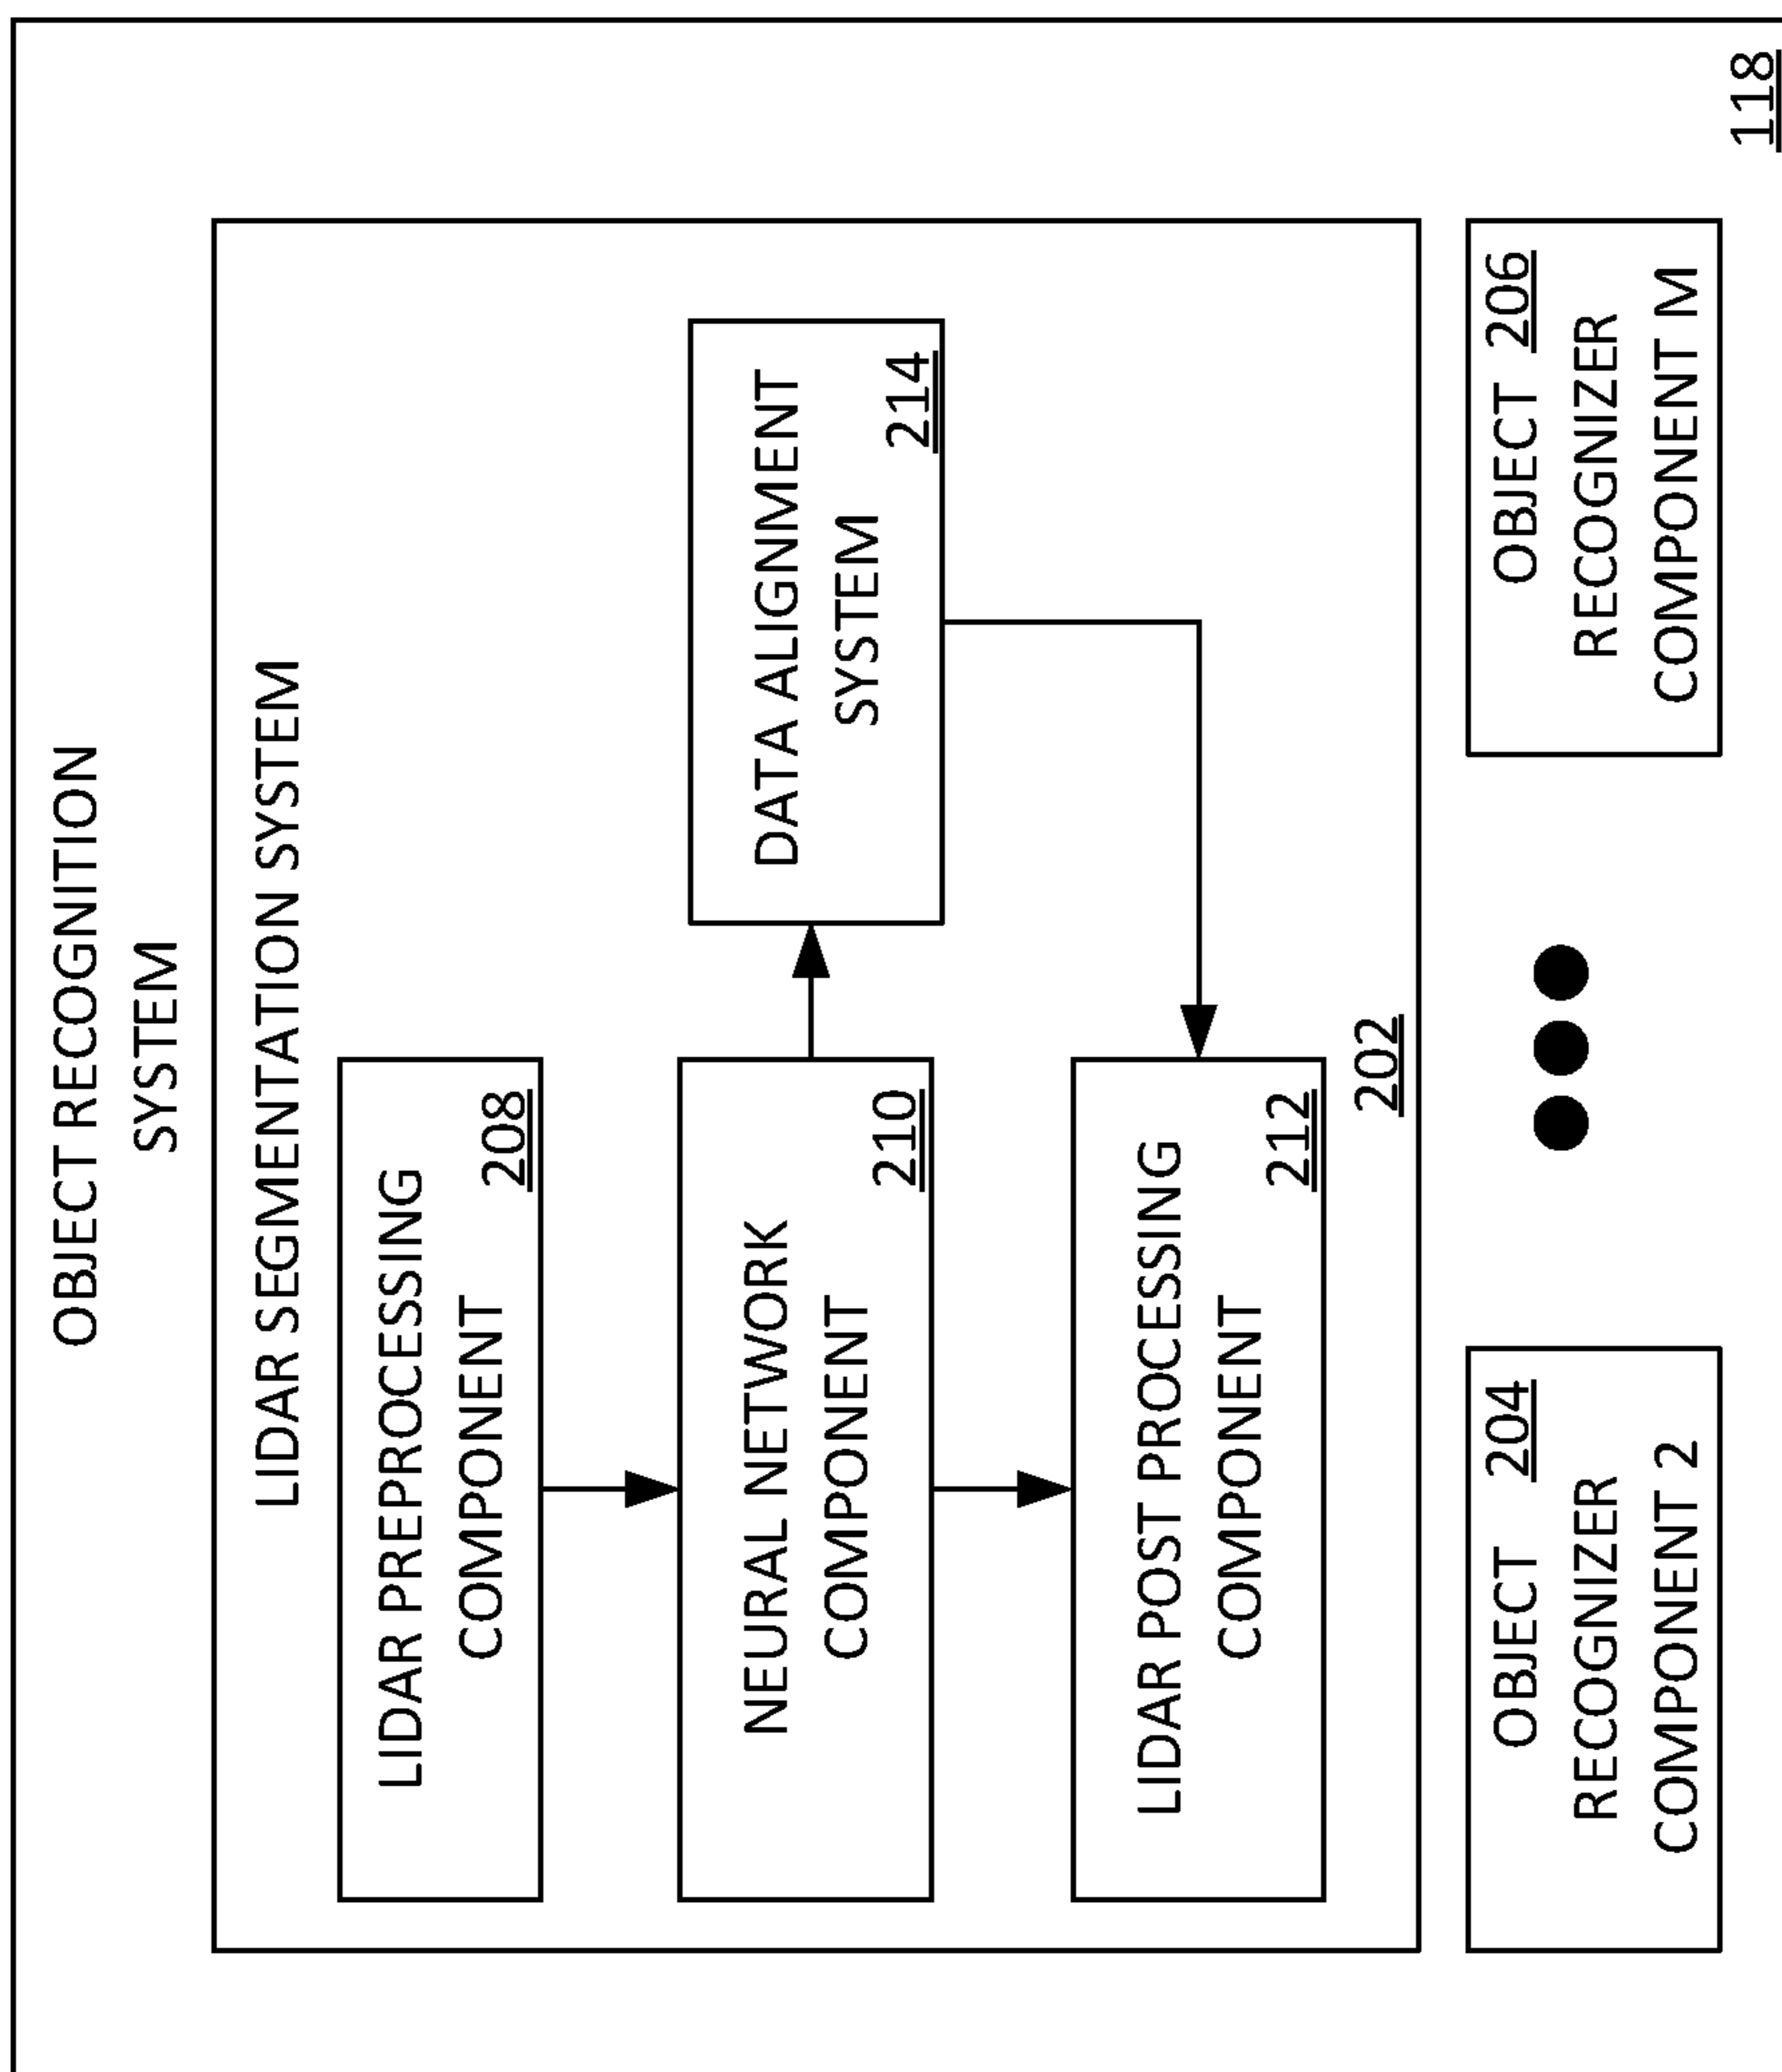 OBJECT RECOGNITION
SYSTEM
LIDAR SEGMENTATION SYSTEM
LIDAR PREPROCESSING
COMPONENT
208
NEURAL NETWORK
COMPONENT
210
DATA ALIGNMENT
SYSTEM
214
LIDAR POST PROCESSING
COMPONENT
212
202
OBJECT 204
RECOGNIZER
COMPONENT 2
OBJECT 206
RECOGNIZER
COMPONENT M
118